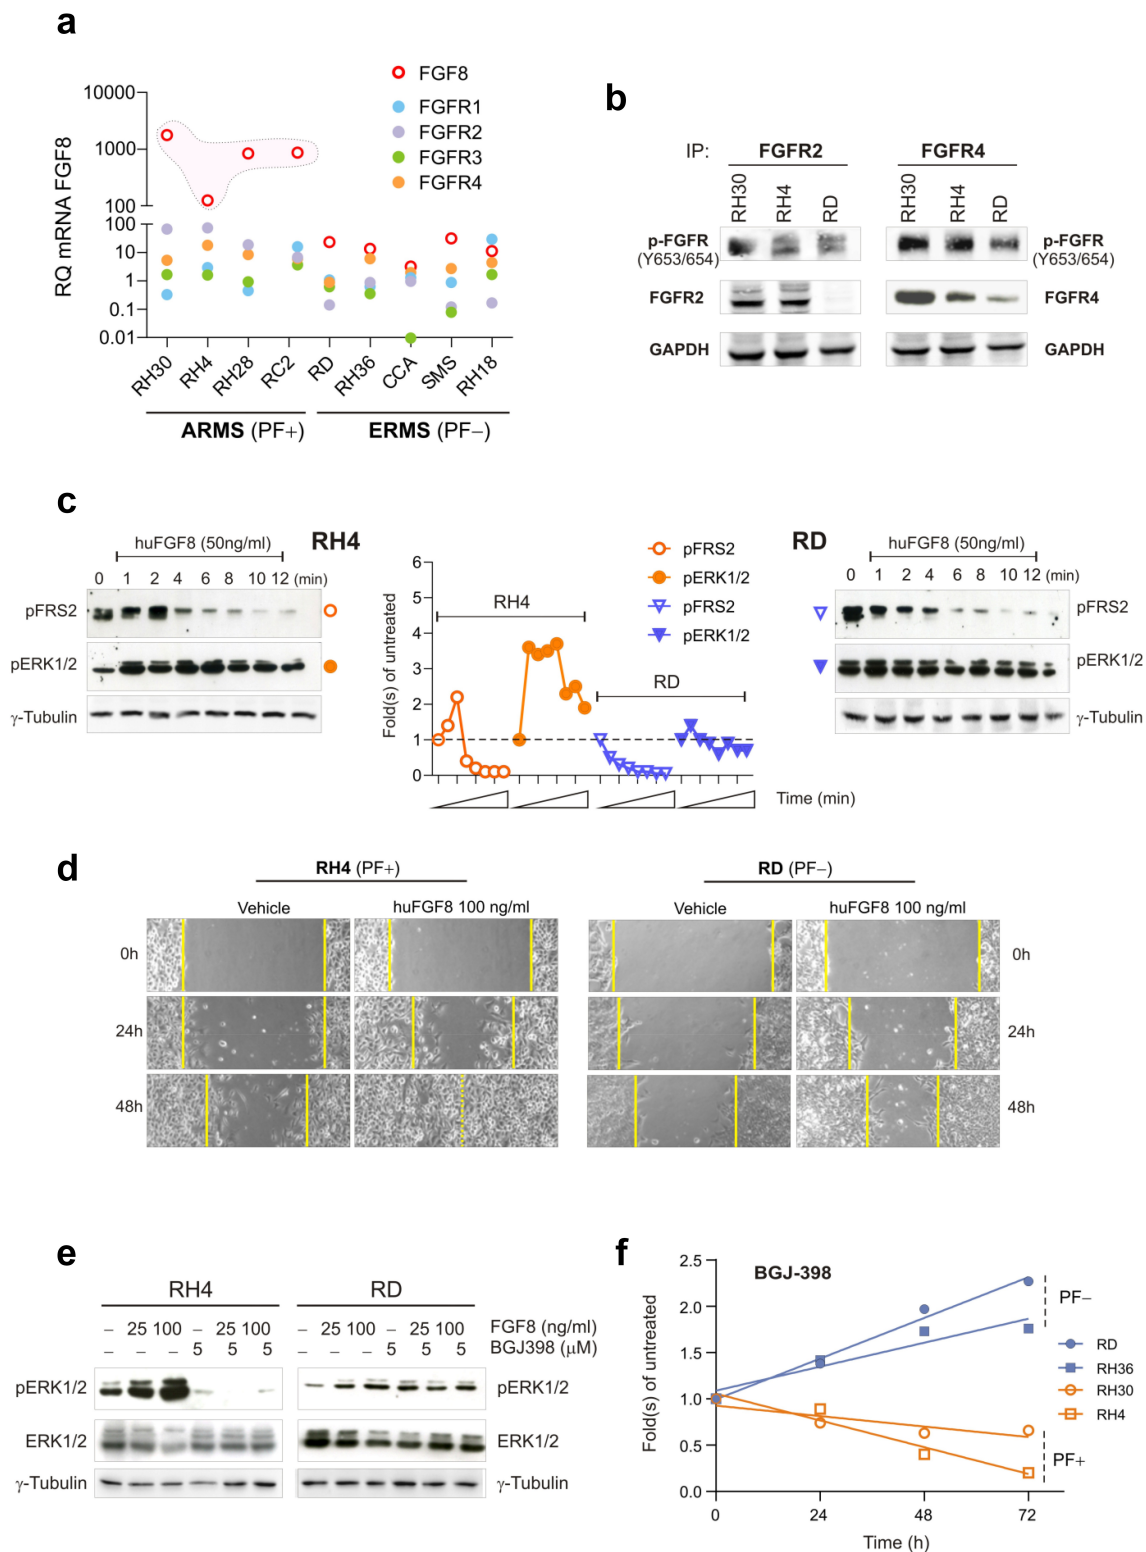 a
FGF8
FGFR1
FGFR2
FGFR3
FGFR4
RQ mRNA FGF8
10000
1000
100
100
10
1
0.1
0.01
RH30
RH4
RH28
RC2
RD
RH36
CCA
SMS
RH18
ARMS (PF+)
ERMS (PF−)
b
IP:
FGFR2
FGFR4
RH30
RH4
RD
RH30
RH4
RD
p-FGFR
(Y653/654)
p-FGFR
(Y653/654)
FGFR2
FGFR4
GAPDH
GAPDH
c
huFGF8 (50ng/ml)
RH4
0 1 2 4 6 8 10 12 (min)
pFRS2
pERK1/2
γ-Tubulin
pFRS2
pERK1/2
pFRS2
pERK1/2
Fold(s) of untreated
6
5
4
3
2
1
0
RH4
RD
Time (min)
RD
huFGF8 (50ng/ml)
0 1 2 4 6 8 10 12 (min)
pFRS2
pERK1/2
γ-Tubulin
d
RH4 (PF+)
RD (PF−)
Vehicle
huFGF8 100 ng/ml
Vehicle
huFGF8 100 ng/ml
0h
0h
24h
24h
48h
48h
e
RH4
RD
– 25 100 – 25 100
– 25 100 – 25 100
FGF8 (ng/ml)
– – – 5 5 5
– – – 5 5 5
BGJ398 (μM)
pERK1/2
pERK1/2
ERK1/2
ERK1/2
γ-Tubulin
γ-Tubulin
f
BGJ-398
Fold(s) of untreated
2.5
2.0
1.5
1.0
0.5
0.0
0
24
48
72
Time (h)
PF−
RD
RH36
RH30
RH4
PF+